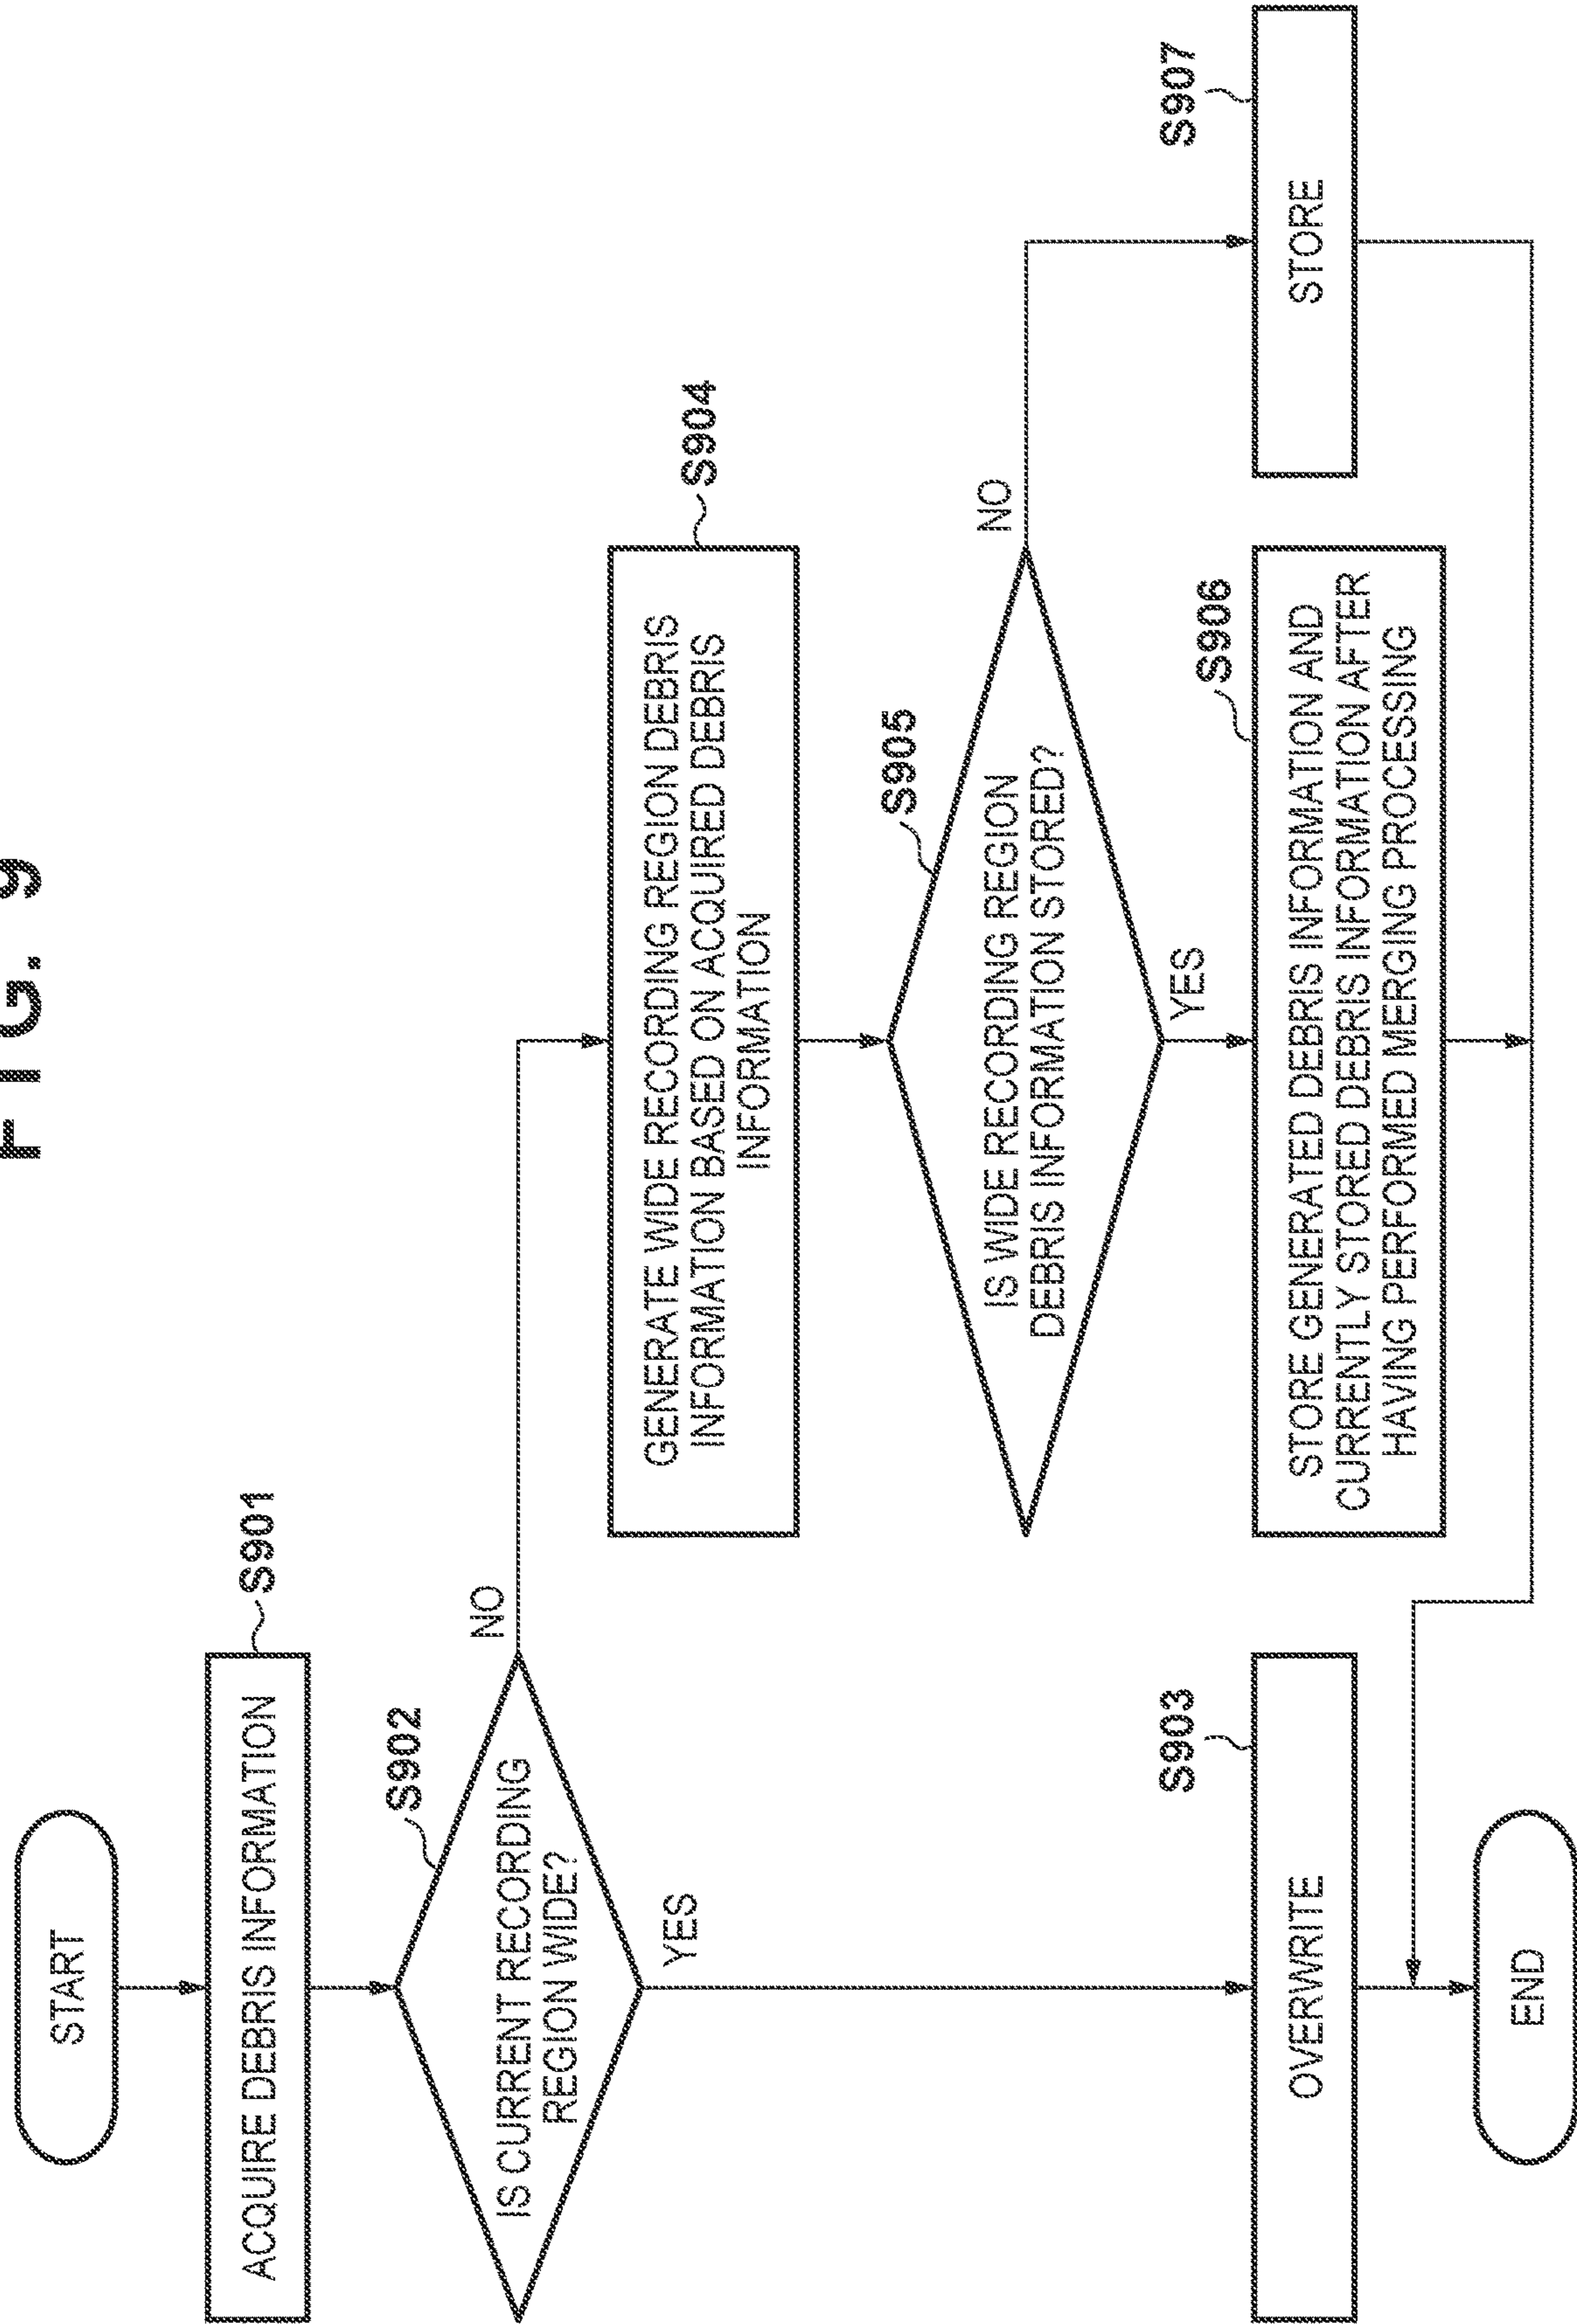 FIG. 9
START
ACQUIRE DEBRIS INFORMATION
S901
IS CURRENT RECORDING
REGION WIDE?
S902
NO
YES
GENERATE WIDE RECORDING REGION DEBRIS
INFORMATION BASED ON ACQUIRED DEBRIS
INFORMATION
S904
IS WIDE RECORDING REGION
DEBRIS INFORMATION STORED?
S905
NO
YES
OVERWRITE
S903
STORE GENERATED DEBRIS INFORMATION AND
CURRENTLY STORED DEBRIS INFORMATION AFTER
HAVING PERFORMED MERGING PROCESSING
S906
STORE
S907
END